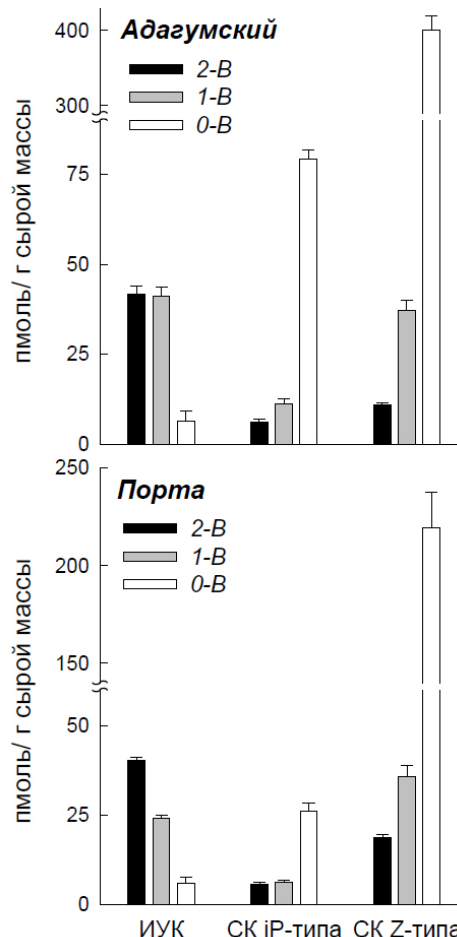 Адагумский
2-В
1-В
0-В
400
300
75
50
25
0
пмоль/ г сырой массы
Порта
2-В
1-В
0-В
250
200
150
50
25
0
пмоль/ г сырой массы
ИУК СК iP-типа СК Z-типа